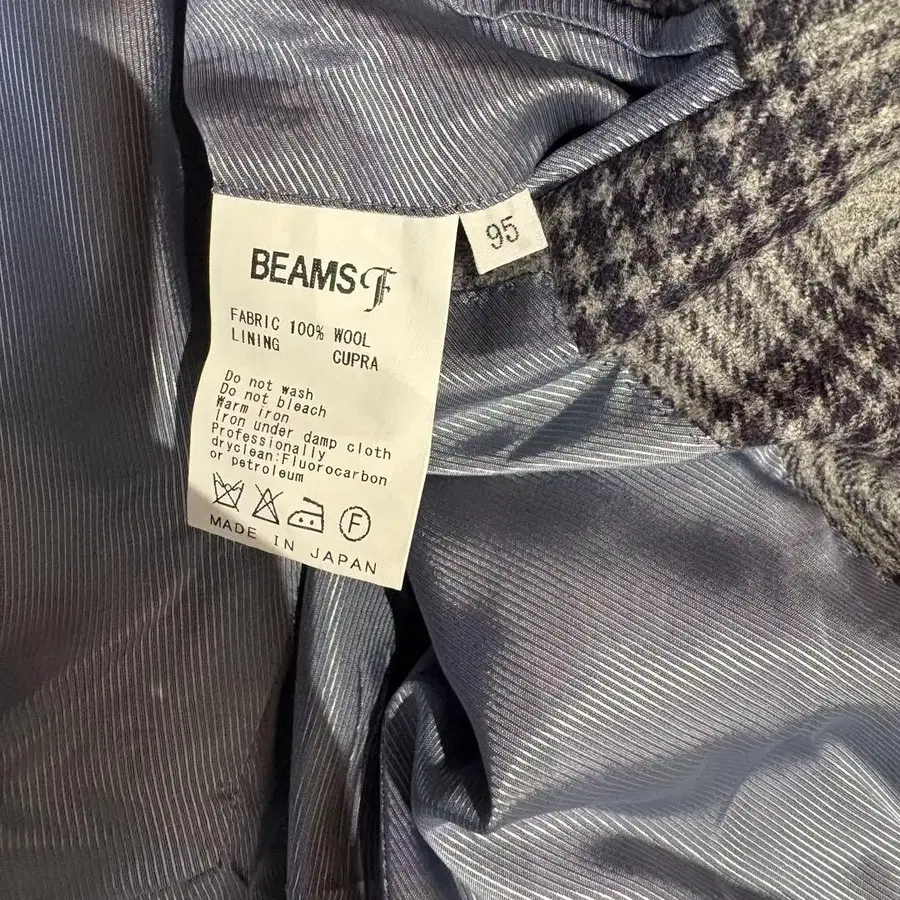 BEAMS F
95
FABRIC 100% WOOL
LINING CUPRA
Do not wash
Do not bleach
Warm iron
Iron under damp cloth
Professionally
dryclean:Fluorocarbon
or petroleum
F
MADE IN JAPAN